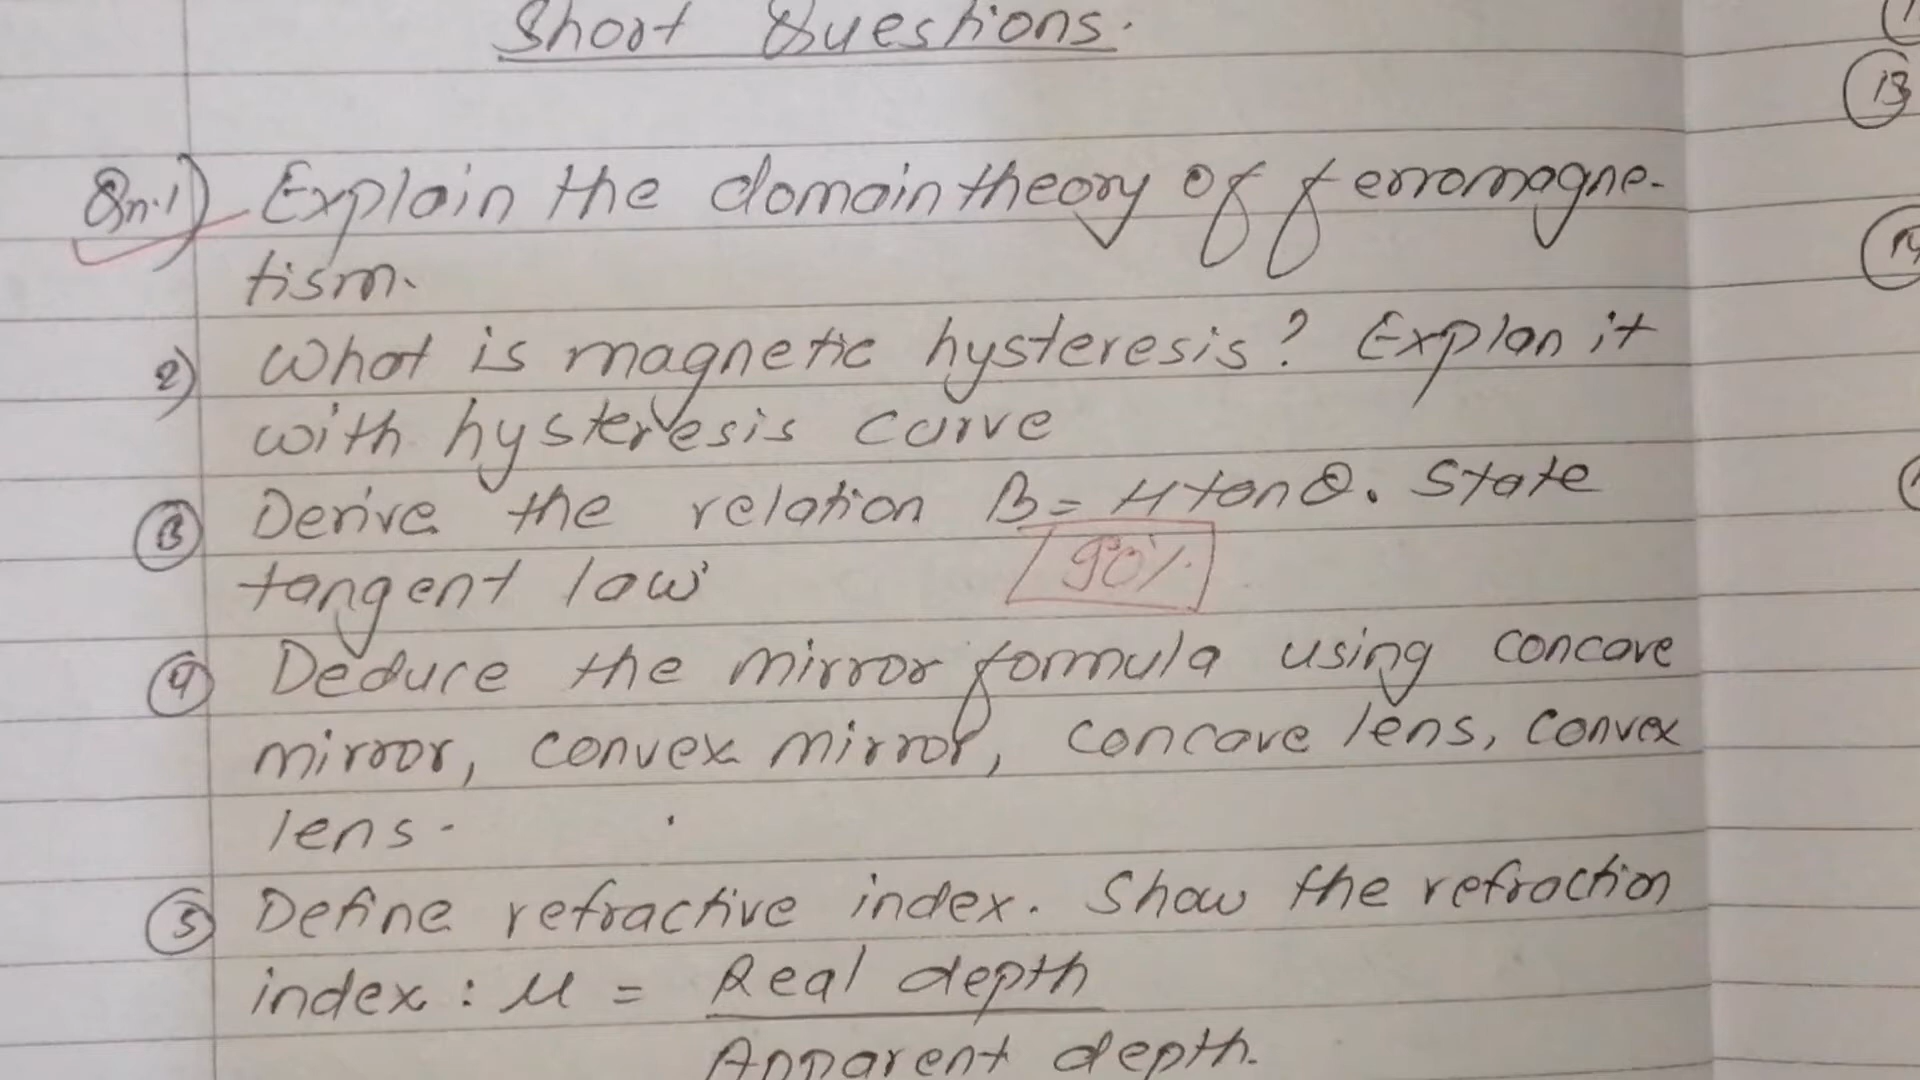 Short Questions.
13
Qn.1) Explain the domain theory of ferromagne-
tism.
14
2) What is magnetic hysteresis? Explan it
with hysteresis curve
3 Derive the relation B = H tan θ. State
tangent law
90%.
4 Deduce the mirror formula using concave
mirror, convex mirror, concave lens, convex
lens.
5 Define refractive index. Show the refraction
index : μ = Real depth
Apparent depth.